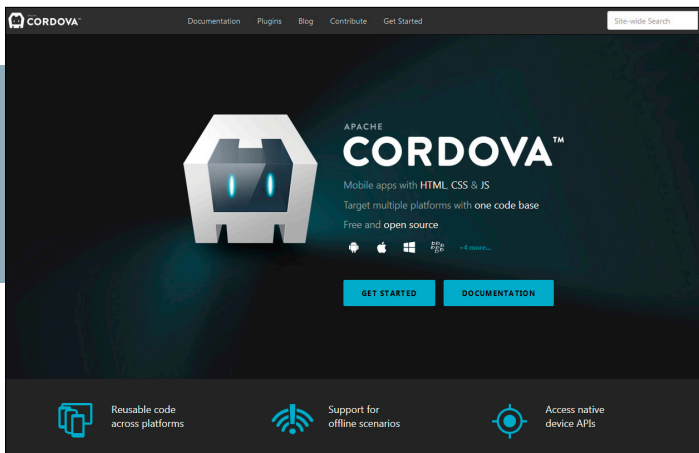 CORDOVA™
Documentation Plugins Blog Contribute Get Started
Site-wide Search
APACHE
CORDOVA™
Mobile apps with HTML, CSS & JS
Target multiple platforms with one code base
Free and open source
+4 more...
GET STARTED DOCUMENTATION
Reusable code
across platforms
Support for
offline scenarios
Access native
device APIs